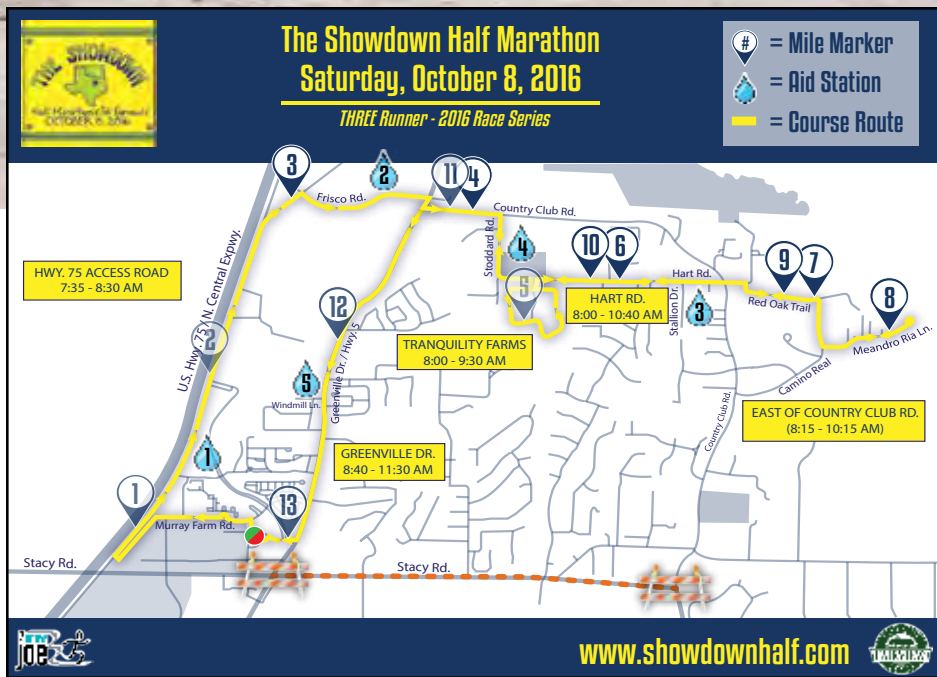 THE SHOWDOWN
OCTOBER 8, 2016
The Showdown Half Marathon
Saturday, October 8, 2016
THREE Runner - 2016 Race Series
# = Mile Marker
= Aid Station
= Course Route
3
2
11
4
Frisco Rd.
Country Club Rd.
Stoddard Rd.
4
10
6
9
7
8
HWY. 75 ACCESS ROAD
7:35 - 8:30 AM
U.S. Hwy. 75 / N. Central Expwy.
2
12
5
Hart Rd.
HART RD.
8:00 - 10:40 AM
Stallion Dr.
3
Red Oak Trail
Meandro Ria Ln.
Camino Real
TRANQUILITY FARMS
8:00 - 9:30 AM
Greenville Dr. / Hwy. 5
5
Windmill Ln.
Country Club Rd.
EAST OF COUNTRY CLUB RD.
(8:15 - 10:15 AM)
1
GREENVILLE DR.
8:40 - 11:30 AM
1
13
Murray Farm Rd.
Stacy Rd.
Stacy Rd.
joe
www.showdownhalf.com